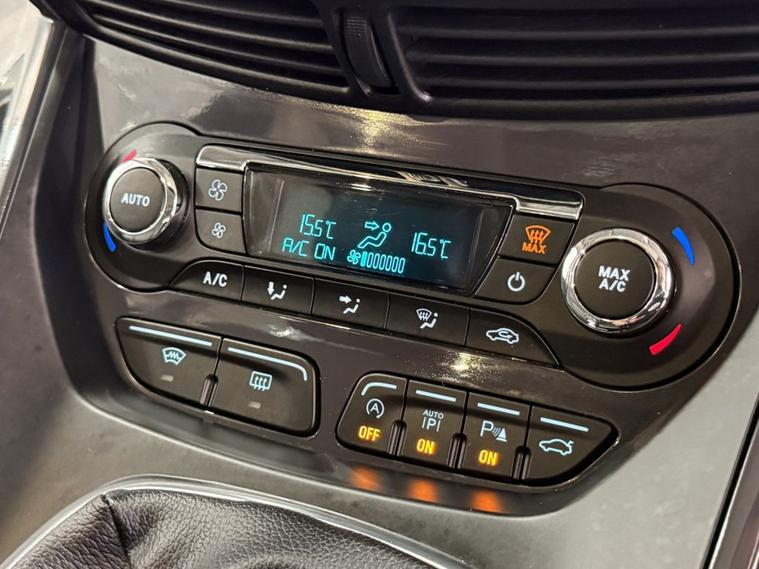 AUTO
15.5°C
16.5°C
A/C ON
MAX
MAX
A/C
A/C
A
OFF
AUTO
P
ON
P
ON